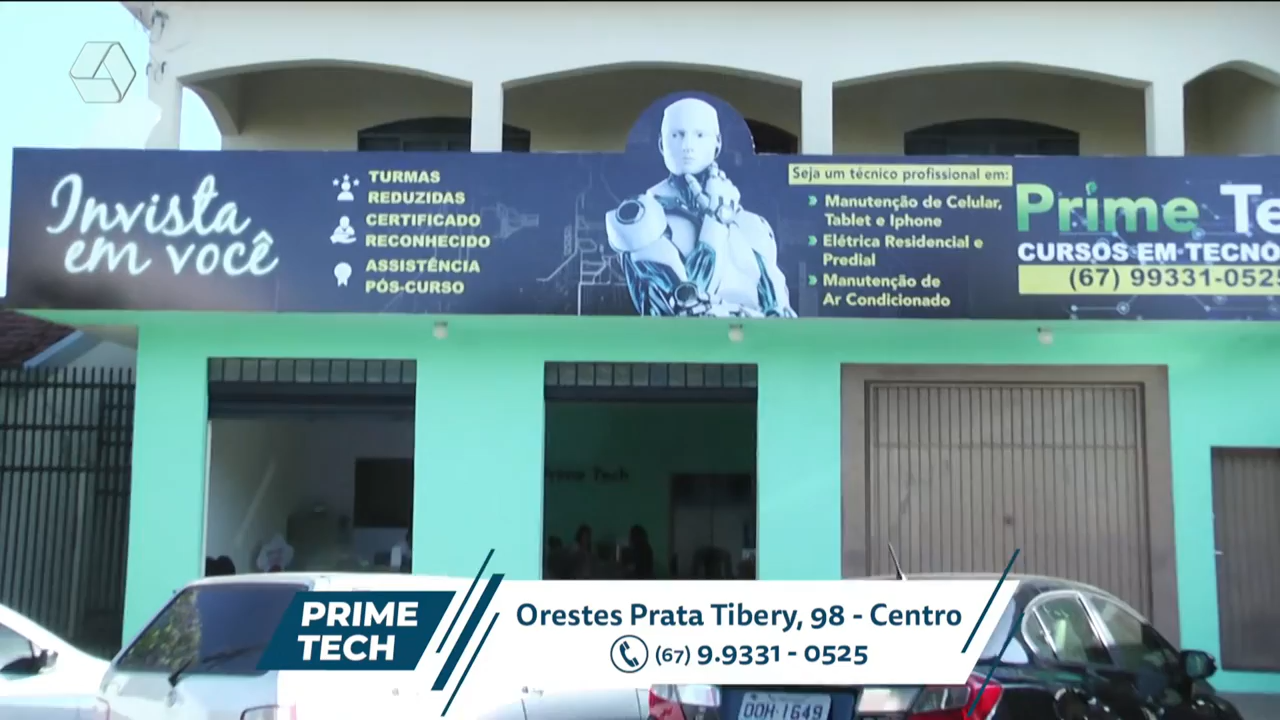 Invista
em você
TURMAS
REDUZIDAS
CERTIFICADO
RECONHECIDO
ASSISTÊNCIA
PÓS-CURSO
Seja um técnico profissional em:
Manutenção de Celular,
Tablet e Iphone
Elétrica Residencial e
Predial
Manutenção de
Ar Condicionado
Prime Te
CURSOS EM TECNO
(67) 99331-0525
Prime Tech
PRIME
TECH
Orestes Prata Tibery, 98 - Centro
(67) 9.9331 - 0525
OOH-1649